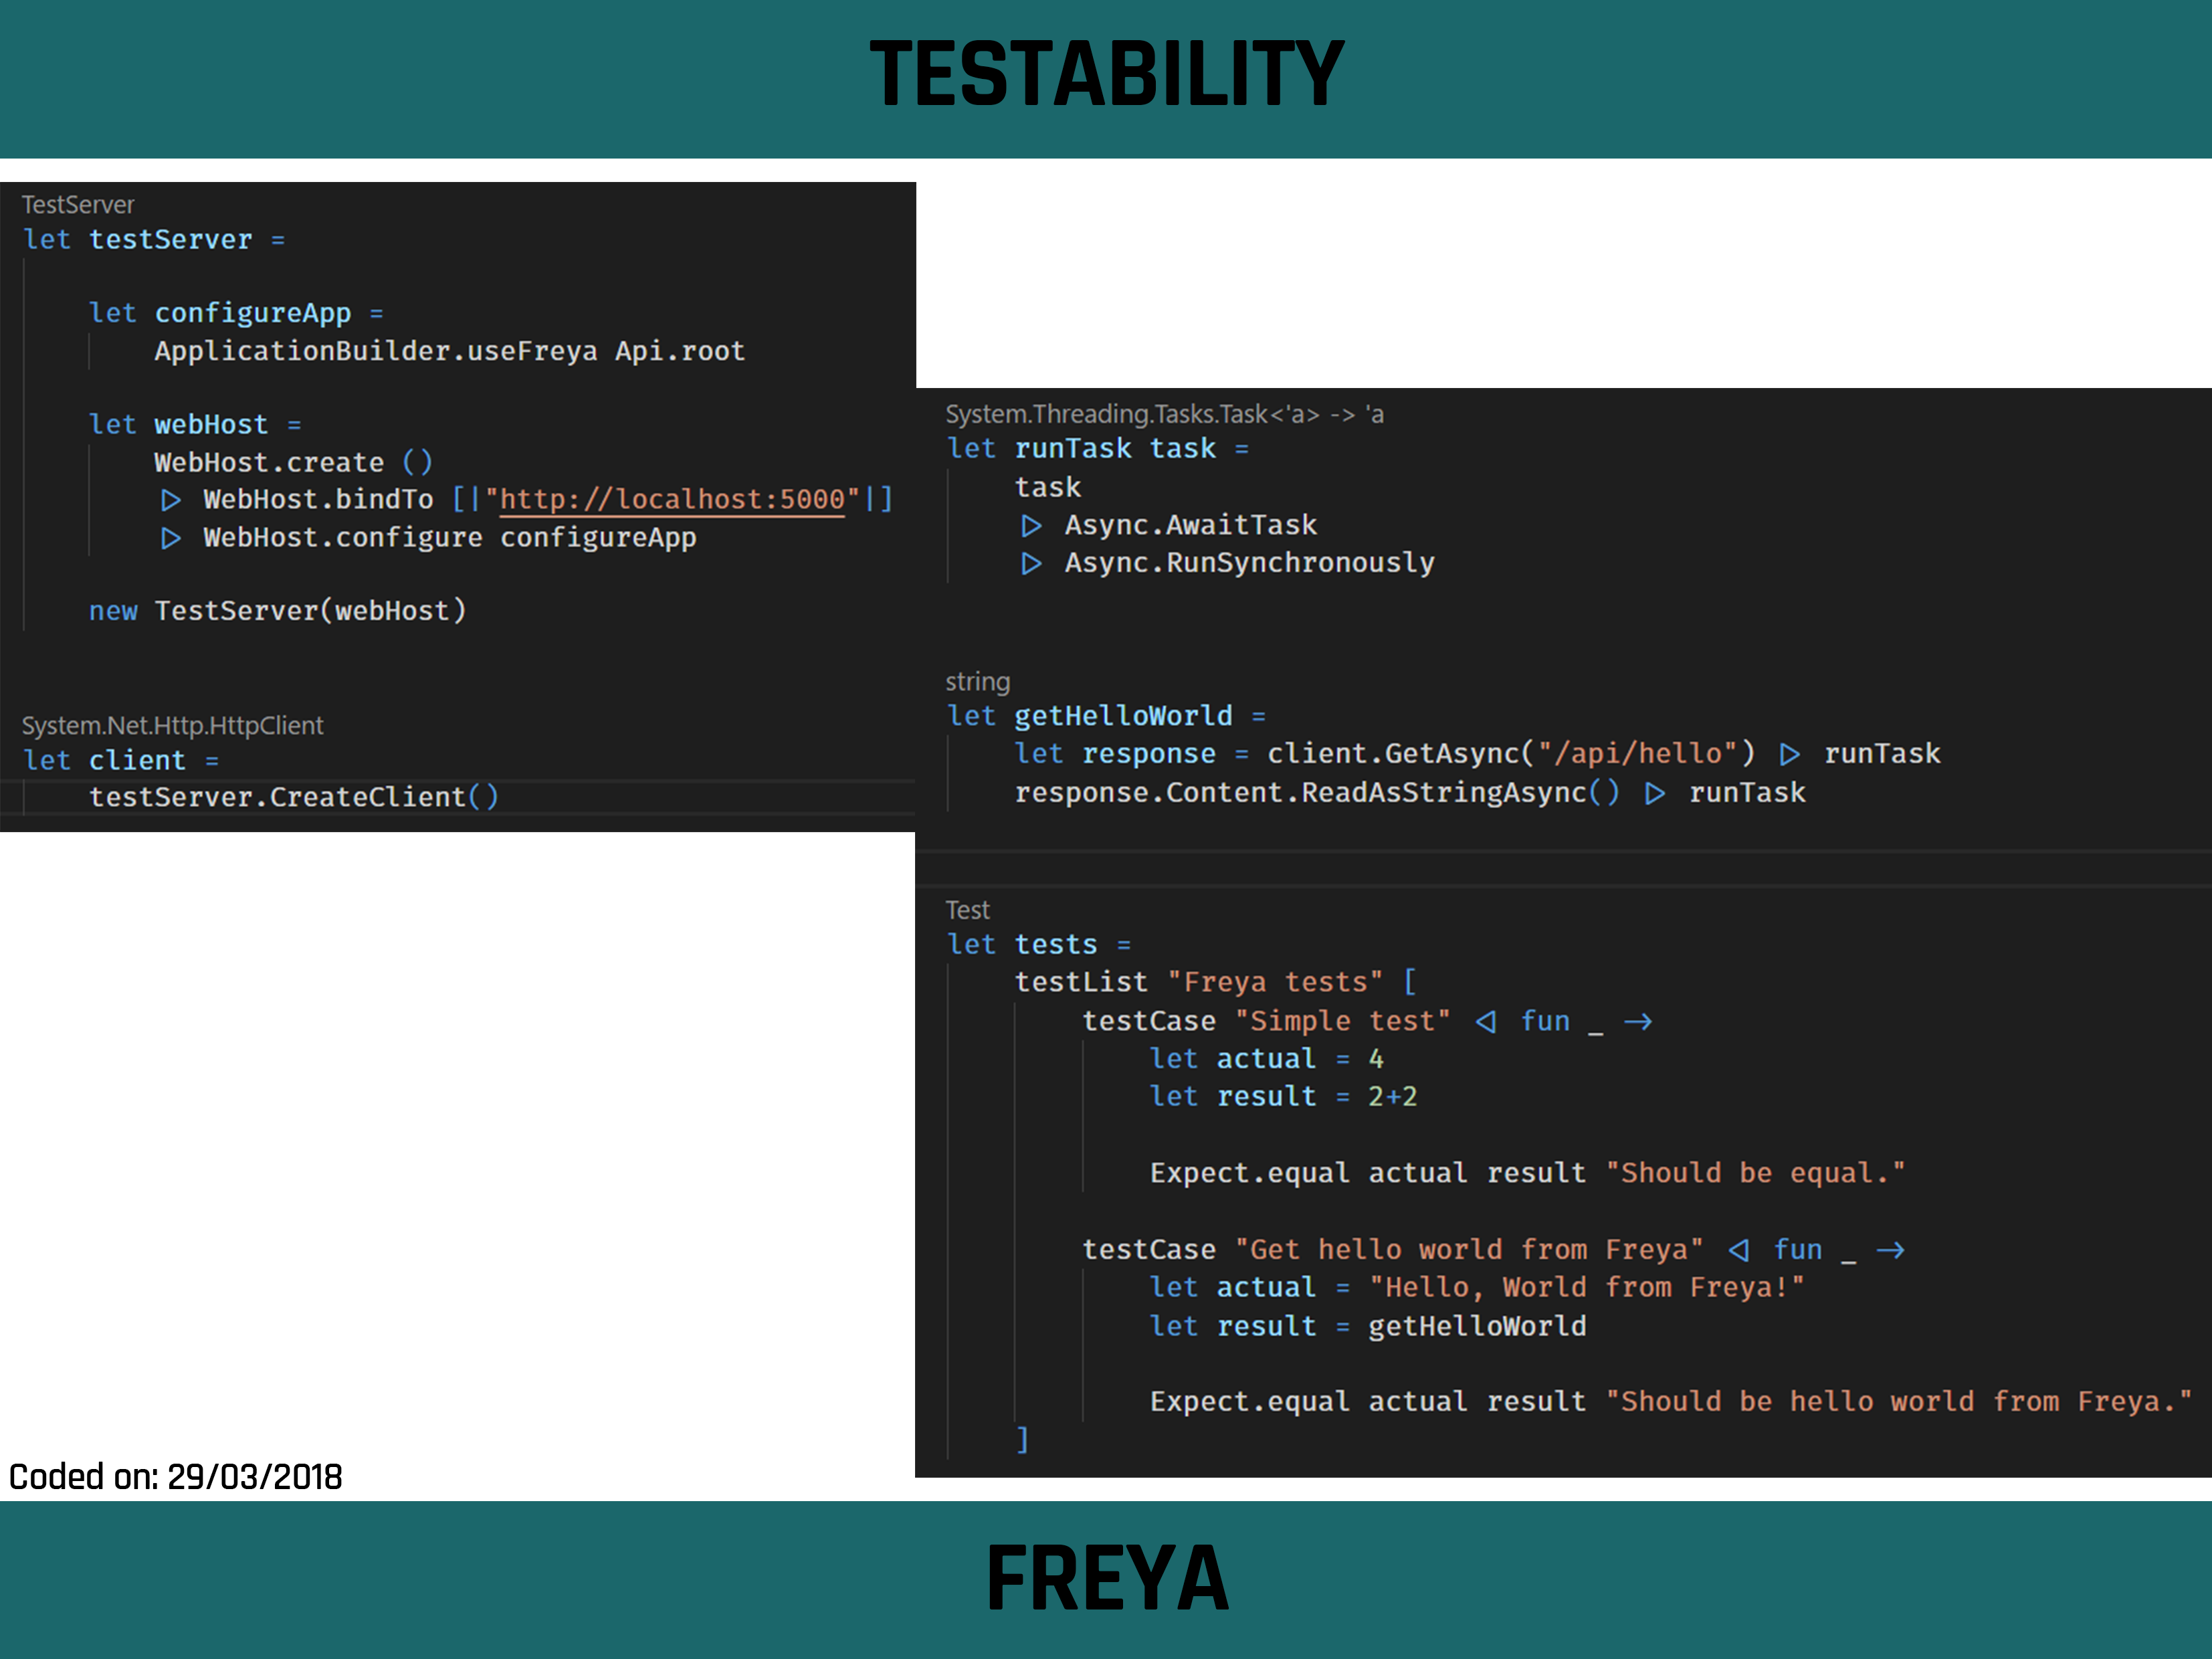 TESTABILITY
TestServer
let testServer =
let configureApp =
ApplicationBuilder.useFreya Api.root
let webHost =
WebHost.create ()
▷ WebHost.bindTo [|"http://localhost:5000"|]
▷ WebHost.configure configureApp
new TestServer(webHost)
System.Net.Http.HttpClient
let client =
testServer.CreateClient()
System.Threading.Tasks.Task<'a> -> 'a
let runTask task =
task
▷ Async.AwaitTask
▷ Async.RunSynchronously
string
let getHelloWorld =
let response = client.GetAsync("/api/hello") ▷ runTask
response.Content.ReadAsStringAsync() ▷ runTask
Test
let tests =
testList "Freya tests" [
testCase "Simple test" ◁ fun _ →
let actual = 4
let result = 2+2
Expect.equal actual result "Should be equal."
testCase "Get hello world from Freya" ◁ fun _ →
let actual = "Hello, World from Freya!"
let result = getHelloWorld
Expect.equal actual result "Should be hello world from Freya."
]
Coded on: 29/03/2018
FREYA